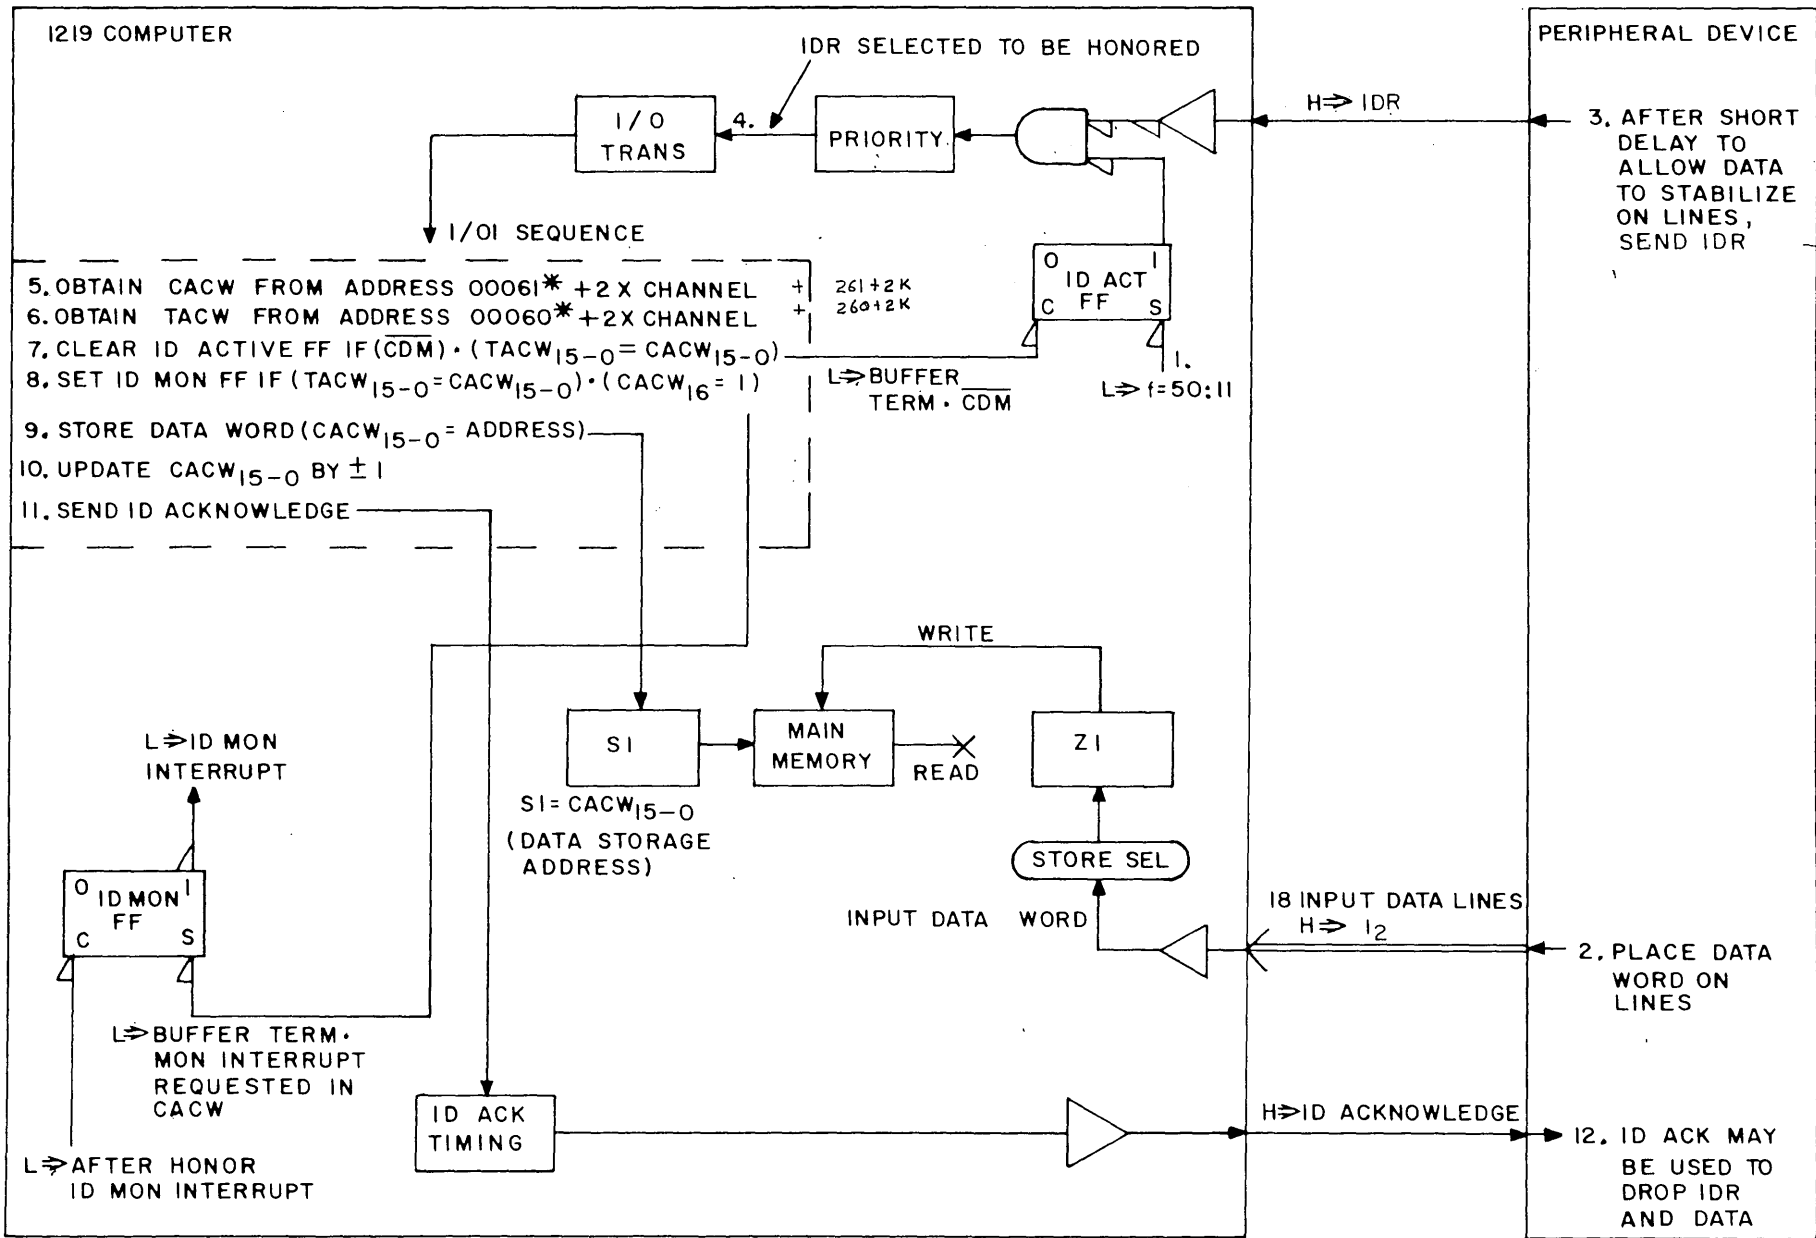 1219 COMPUTER
PERIPHERAL DEVICE
IDR SELECTED TO BE HONORED
H⇒ IDR
I/O
TRANS
4.
PRIORITY
3. AFTER SHORT
DELAY TO
ALLOW DATA
TO STABILIZE
ON LINES,
SEND IDR
I/OI SEQUENCE
O I
ID ACT
FF
C S
5. OBTAIN CACW FROM ADDRESS 00061* +2 X CHANNEL + 261+2K
6. OBTAIN TACW FROM ADDRESS 00060* +2X CHANNEL + 260+2K
7. CLEAR ID ACTIVE FF IF (C̅D̅M̅) · (TACW15-0 = CACW15-0)
8. SET ID MON FF IF (TACW15-0 = CACW15-0) · (CACW16 = 1)
9. STORE DATA WORD (CACW15-0 = ADDRESS)
10. UPDATE CACW15-0 BY ± 1
11. SEND ID ACKNOWLEDGE
L⇒BUFFER
TERM · C̅D̅M̅
1.
L⇒ f=50:11
WRITE
L⇒ID MON
INTERRUPT
S1
MAIN
MEMORY
READ
Z1
S1 = CACW15-0
(DATA STORAGE
ADDRESS)
STORE SEL
O I
ID MON
FF
C S
INPUT DATA WORD
18 INPUT DATA LINES
H⇒ I2
2. PLACE DATA
WORD ON
LINES
L⇒BUFFER TERM ·
MON INTERRUPT
REQUESTED IN
CACW
ID ACK
TIMING
H⇒ID ACKNOWLEDGE
12. ID ACK MAY
BE USED TO
DROP IDR
AND DATA
L⇒AFTER HONOR
ID MON INTERRUPT